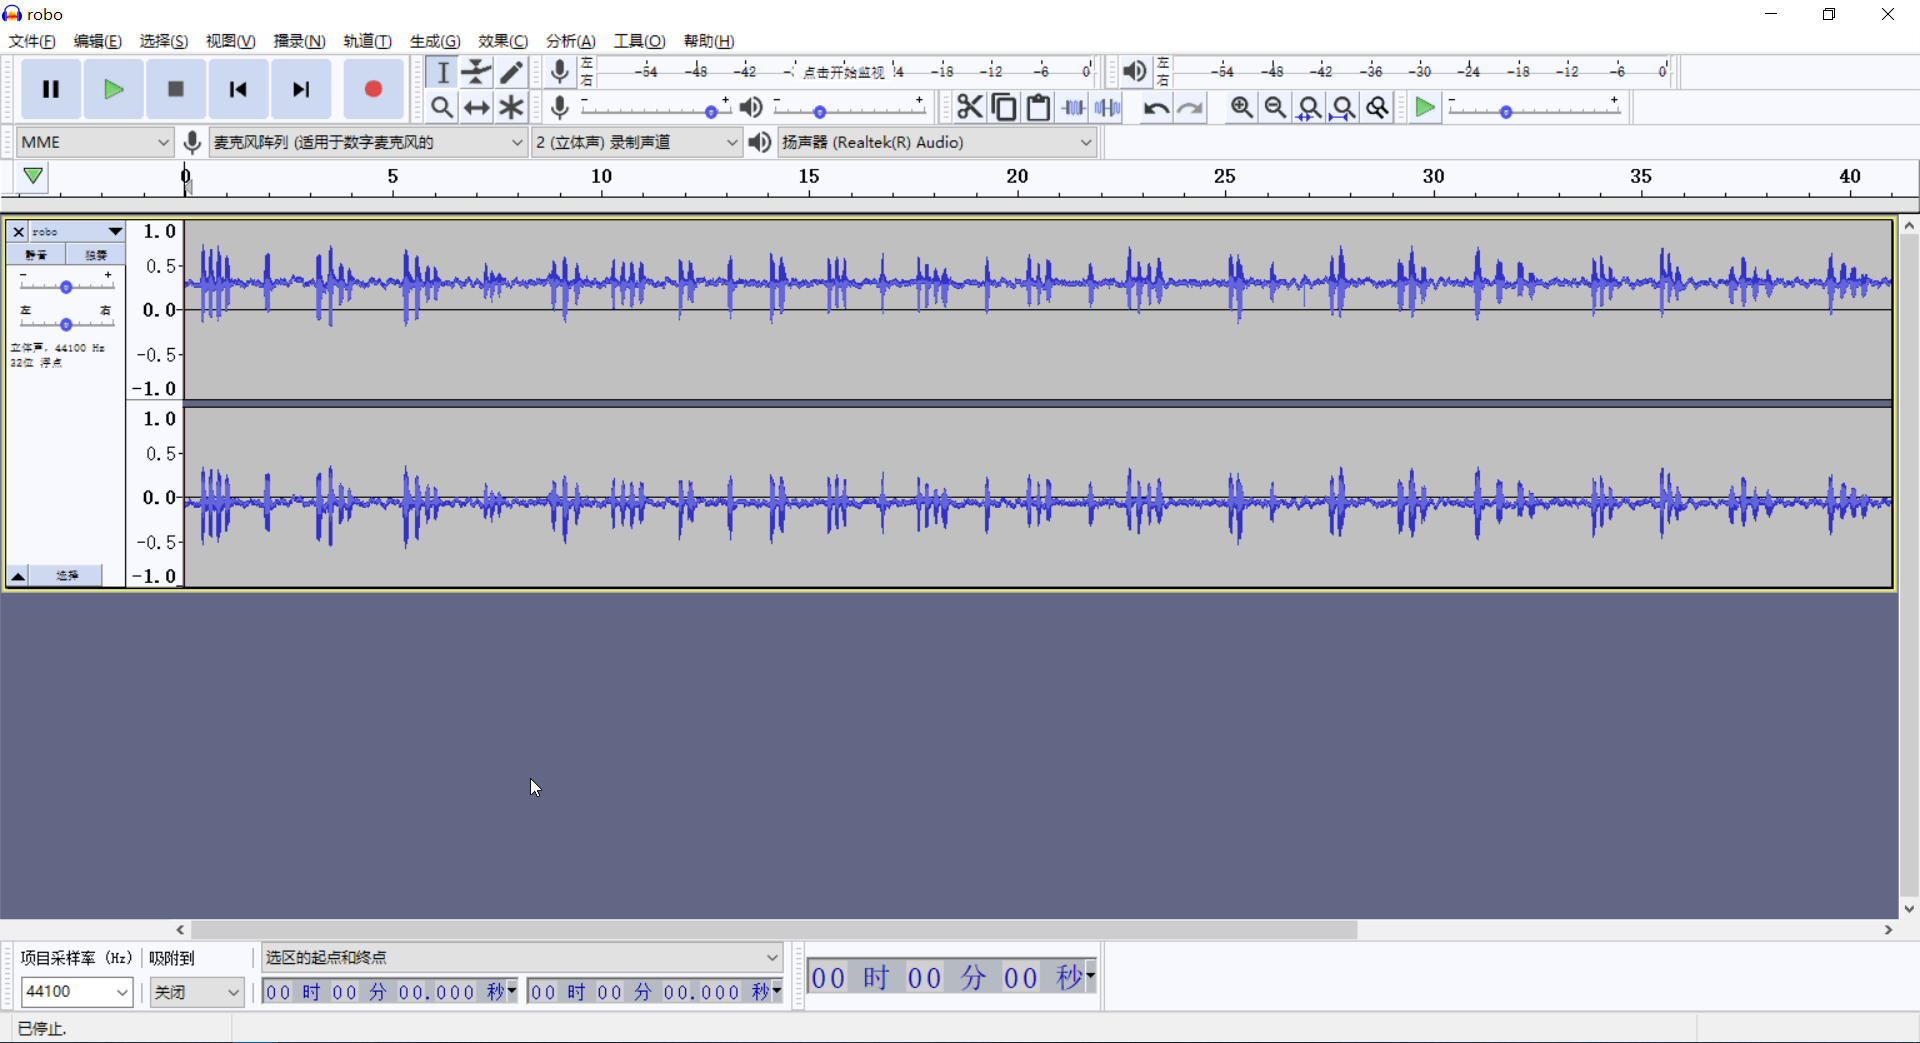 robo
文件(F) 编辑(E) 选择(S) 视图(V) 播录(N) 轨道(T) 生成(G) 效果(C) 分析(A) 工具(O) 帮助(H)
左 右 -54 -48 -42 点击开始监视 -18 -12 -6 0
左 右 -54 -48 -42 -36 -30 -24 -18 -12 -6 0
MME 麦克风阵列 (适用于数字麦克风的 2 (立体声) 录制声道 扬声器 (Realtek(R) Audio)
0 5 10 15 20 25 30 35 40
robo
静音 独奏
- +
左 右
立体声, 44100 Hz
32位 浮点
选择
1.0
0.5
0.0
-0.5
-1.0
1.0
0.5
0.0
-0.5
-1.0
项目采样率 (Hz) 吸附到 选区的起点和终点
44100 关闭 00 时 00 分 00.000 秒 00 时 00 分 00.000 秒
00 时 00 分 00 秒
已停止.